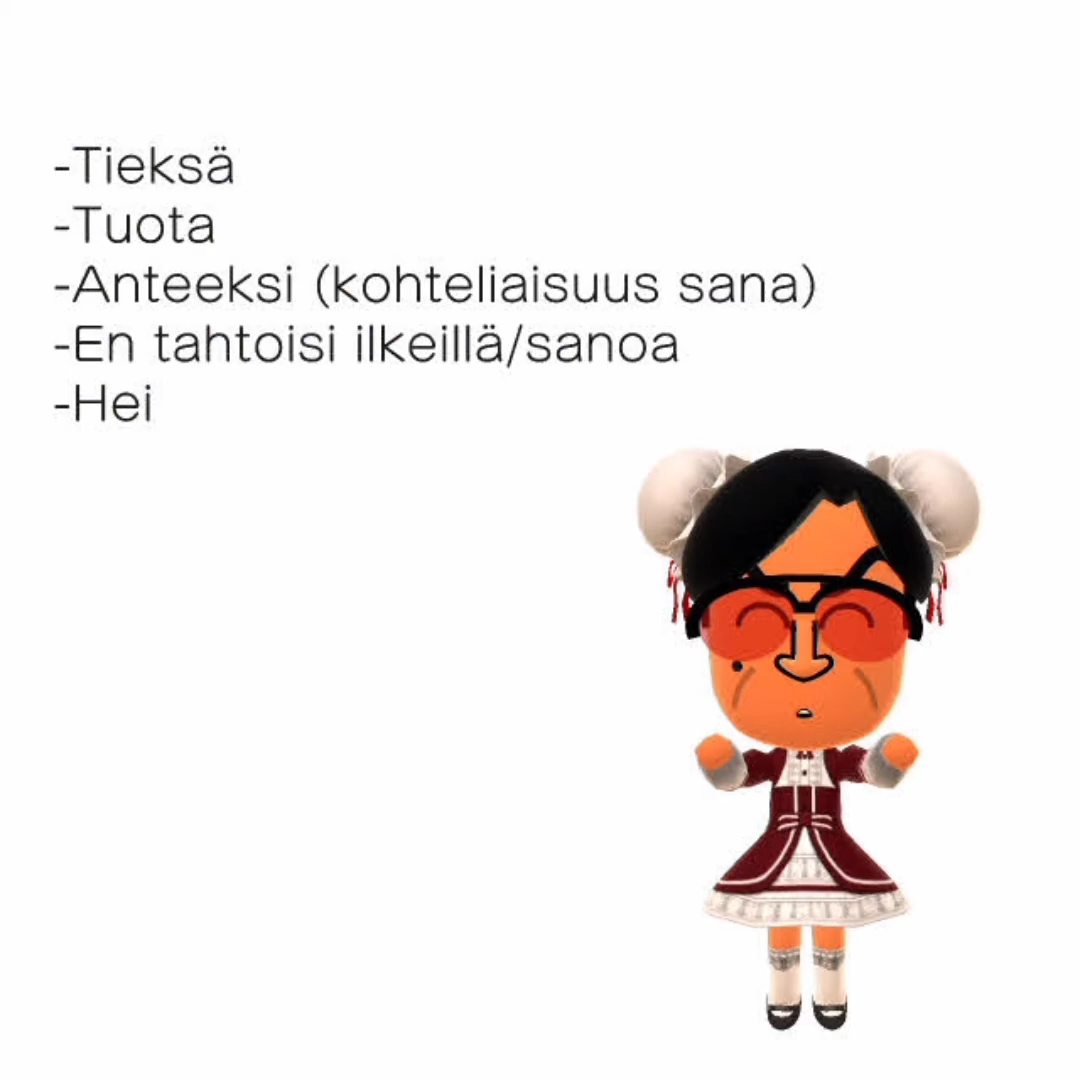 -Tieksä
-Tuota
-Anteeksi (kohteliaisuus sana)
-En tahtoisi ilkeillä/sanoa
-Hei